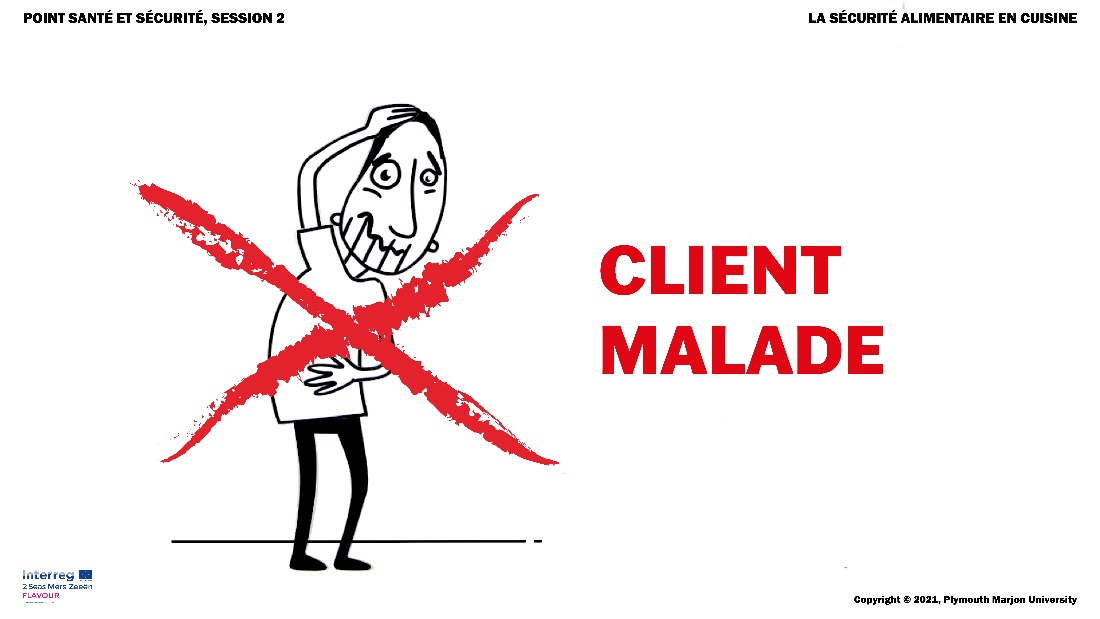 POINT SANTÉ ET SÉCURITÉ, SESSION 2
LA SÉCURITÉ ALIMENTAIRE EN CUISINE
CLIENT
MALADE
Interreg
2 Seas Mers Zeeën
FLAVOUR
Copyright © 2021, Plymouth Marjon University